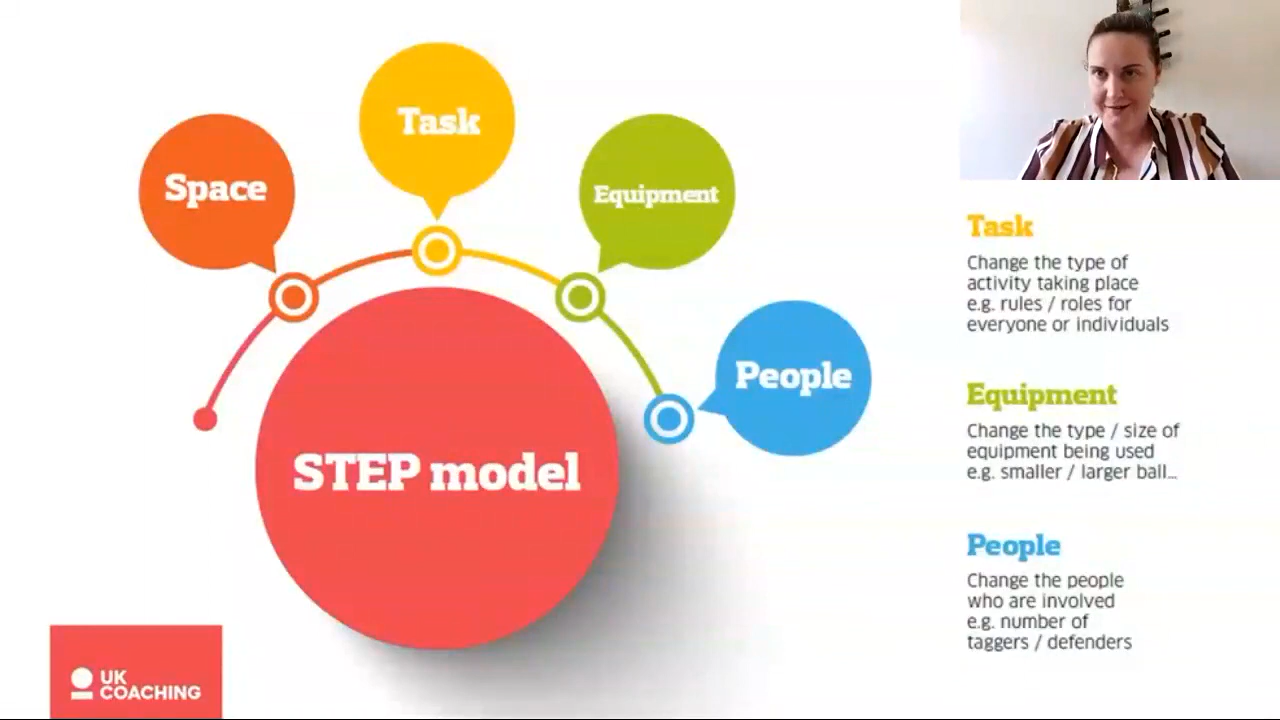 Space
Task
Equipment
People
STEP model
Task
Change the type of
activity taking place
e.g. rules / roles for
everyone or individuals
Equipment
Change the type / size of
equipment being used
e.g. smaller / larger ball...
People
Change the people
who are involved
e.g. number of
taggers / defenders
UK
COACHING